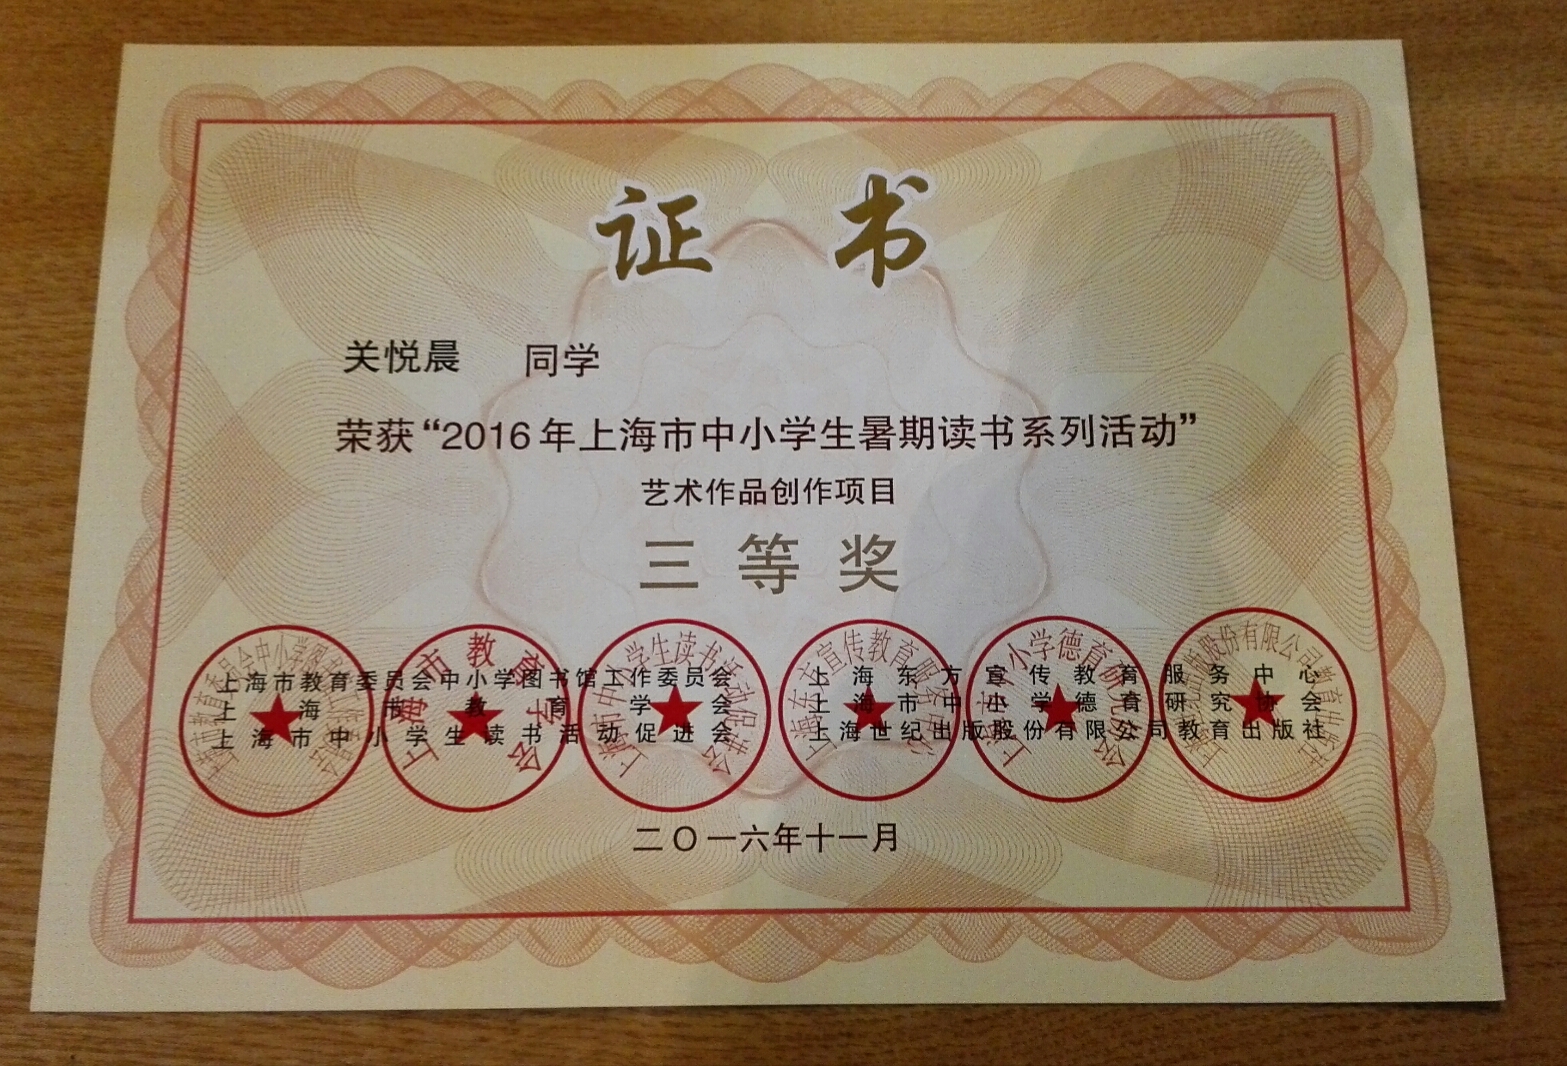 证书
关悦晨 同学
荣获“2016年上海市中小学生暑期读书系列活动”
艺术作品创作项目
三等奖
上海市教育委员会中小学图书馆工作委员会
上海市教育学会
上海市中小学生读书活动促进会
上海东方宣传教育服务中心
上海市中小学德育研究协会
上海世纪出版股份有限公司教育出版社
二〇一六年十一月